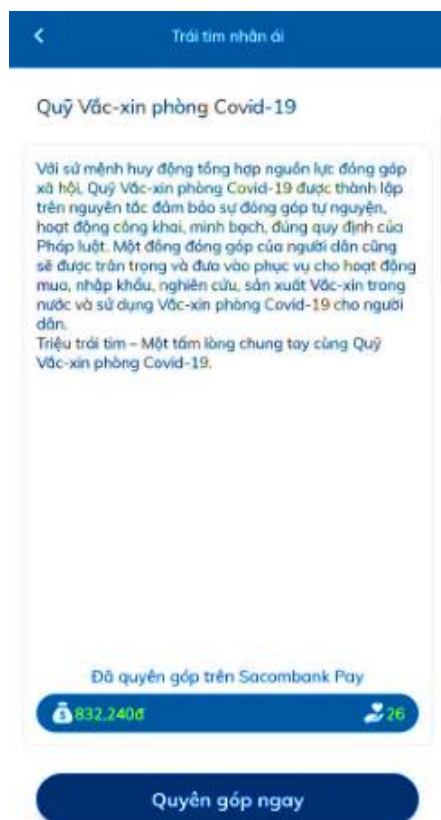 Trái tim nhân ái
Quỹ Vắc-xin phòng Covid-19
Với sứ mệnh huy động tổng hợp nguồn lực đóng góp
xã hội, Quỹ Vắc-xin phòng Covid-19 được thành lập
trên nguyên tắc đảm bảo sự đóng góp tự nguyện,
hoạt động công khai, minh bạch, đúng quy định của
Pháp luật. Một đồng đóng góp của người dân cũng
sẽ được trân trọng và đưa vào phục vụ cho hoạt động
mua, nhập khẩu, nghiên cứu, sản xuất Vắc-xin trong
nước và sử dụng Vắc-xin phòng Covid-19 cho người
dân.
Triệu trái tim – Một tấm lòng chung tay cùng Quỹ
Vắc-xin phòng Covid-19.
Đã quyên góp trên Sacombank Pay
832.240đ 26
Quyên góp ngay